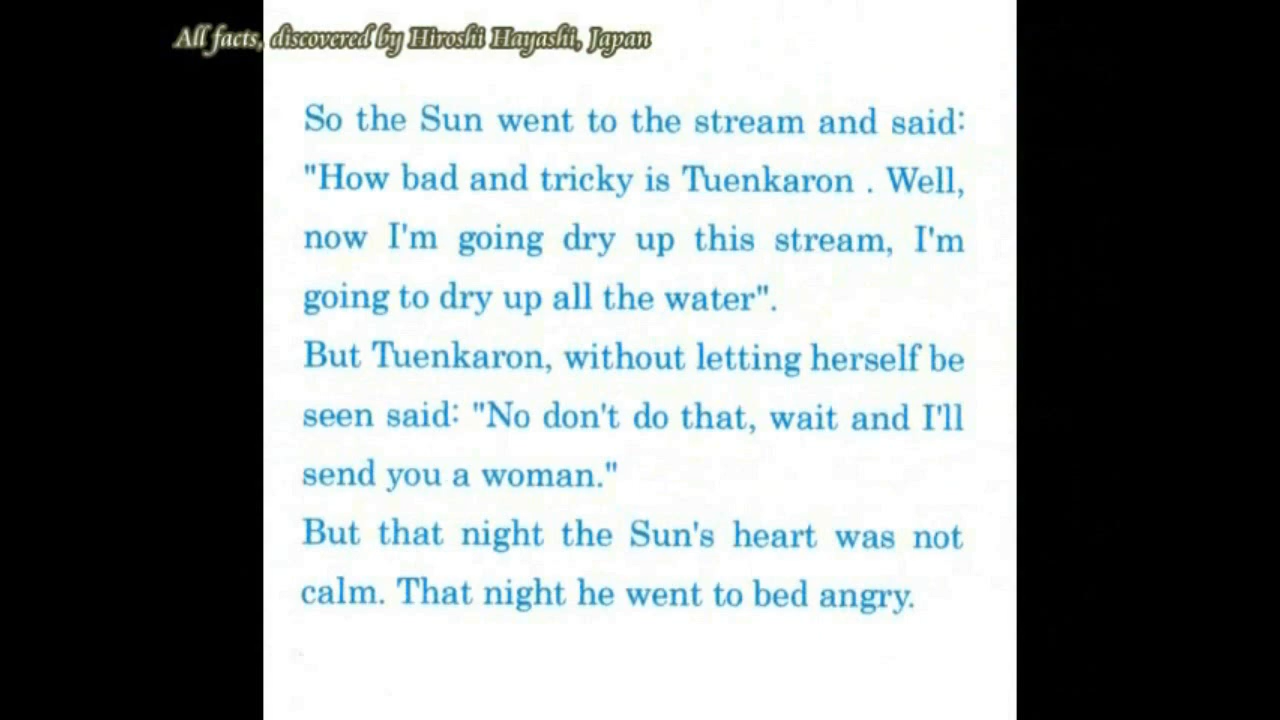 All facts, discovered by Hiroshi Hayashi, Japan
So the Sun went to the stream and said:
"How bad and tricky is Tuenkaron . Well,
now I'm going dry up this stream, I'm
going to dry up all the water".
But Tuenkaron, without letting herself be
seen said: "No don't do that, wait and I'll
send you a woman."
But that night the Sun's heart was not
calm. That night he went to bed angry.